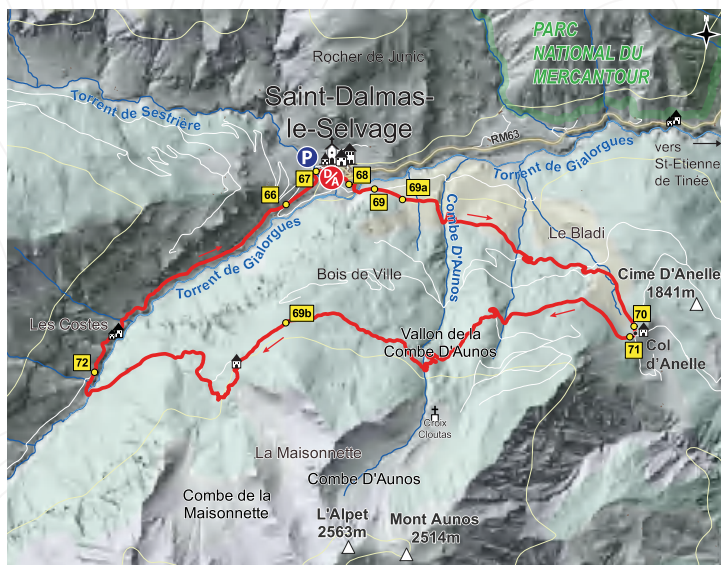 N
PARC
NATIONAL DU
MERCANTOUR
Rocher de Junic
Saint-Dalmas-
le-Selvage
Torrent de Sestrière
RM63
vers
St-Etienne
de Tinée
P
67
D/A
68
Torrent de Gialorgues
66
69
69a
Combe D'Aunos
Le Bladi
Torrent de Gialorgues
Bois de Ville
Cime D'Anelle
1841m
Les Costes
69b
70
Vallon de la
Combe D'Aunos
71
Col
d'Anelle
72
Croix
Cloutas
La Maisonnette
Combe D'Aunos
Combe de la
Maisonnette
L'Alpet
2563m
Mont Aunos
2514m